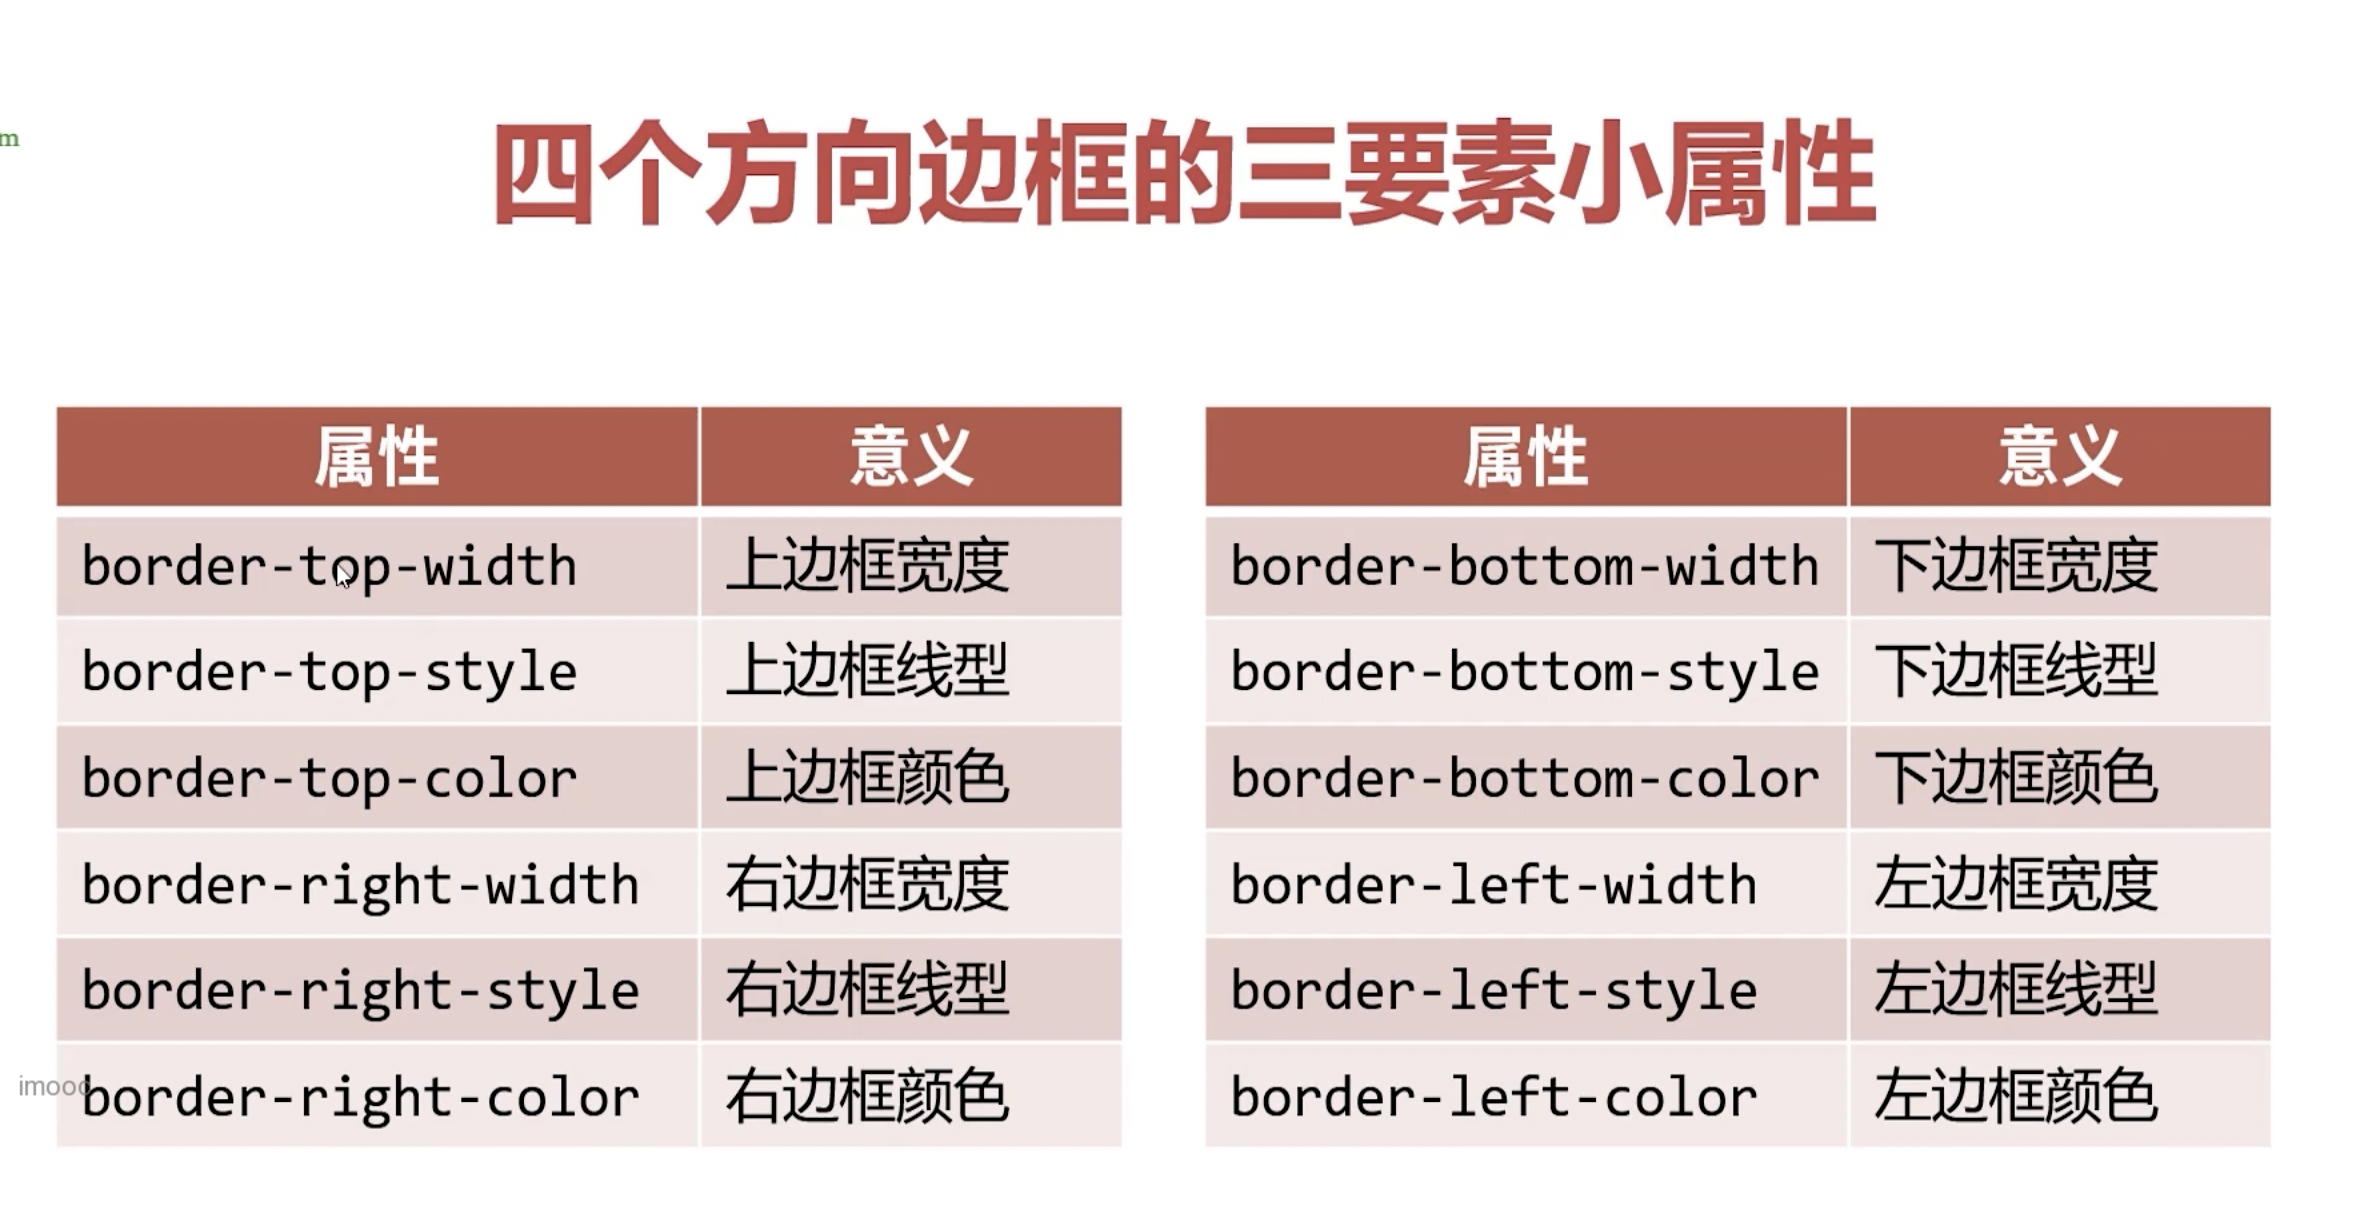 m
四个方向边框的三要素小属性
属性 意义
border-top-width 上边框宽度
border-top-style 上边框线型
border-top-color 上边框颜色
border-right-width 右边框宽度
border-right-style 右边框线型
border-right-color 右边框颜色
属性 意义
border-bottom-width 下边框宽度
border-bottom-style 下边框线型
border-bottom-color 下边框颜色
border-left-width 左边框宽度
border-left-style 左边框线型
border-left-color 左边框颜色
imooc